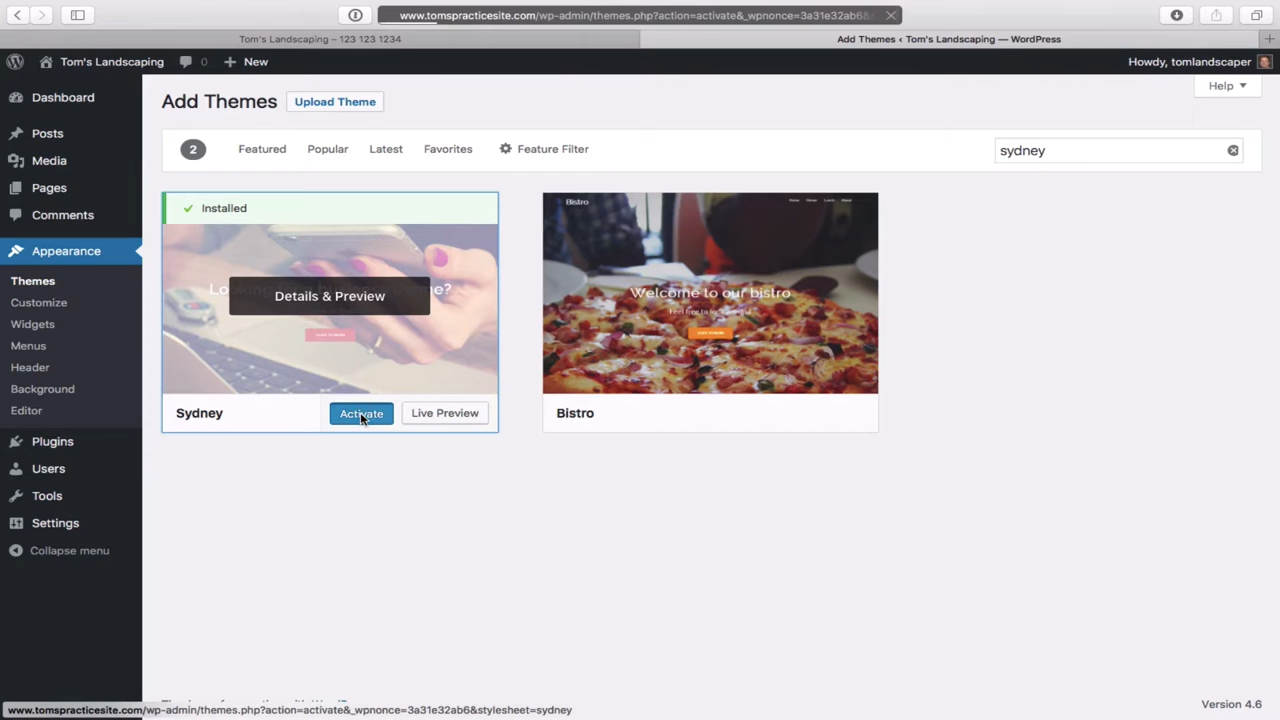 www.tomspracticesite.com/wp-admin/themes.php?action=activate&_wpnonce=3a31e32ab6&
Tom's Landscaping – 123 123 1234
Add Themes ‹ Tom's Landscaping — WordPress
Tom's Landscaping
0
New
Howdy, tomlandscaper
Dashboard
Posts
Media
Pages
Comments
Appearance
Themes
Customize
Widgets
Menus
Header
Background
Editor
Plugins
Users
Tools
Settings
Collapse menu
Add Themes
Upload Theme
Help
2
Featured
Popular
Latest
Favorites
Feature Filter
sydney
Installed
Details & Preview
Sydney
Activate
Live Preview
Bistro
Welcome to our bistro
Bistro
Version 4.6
www.tomspracticesite.com/wp-admin/themes.php?action=activate&_wpnonce=3a31e32ab6&stylesheet=sydney